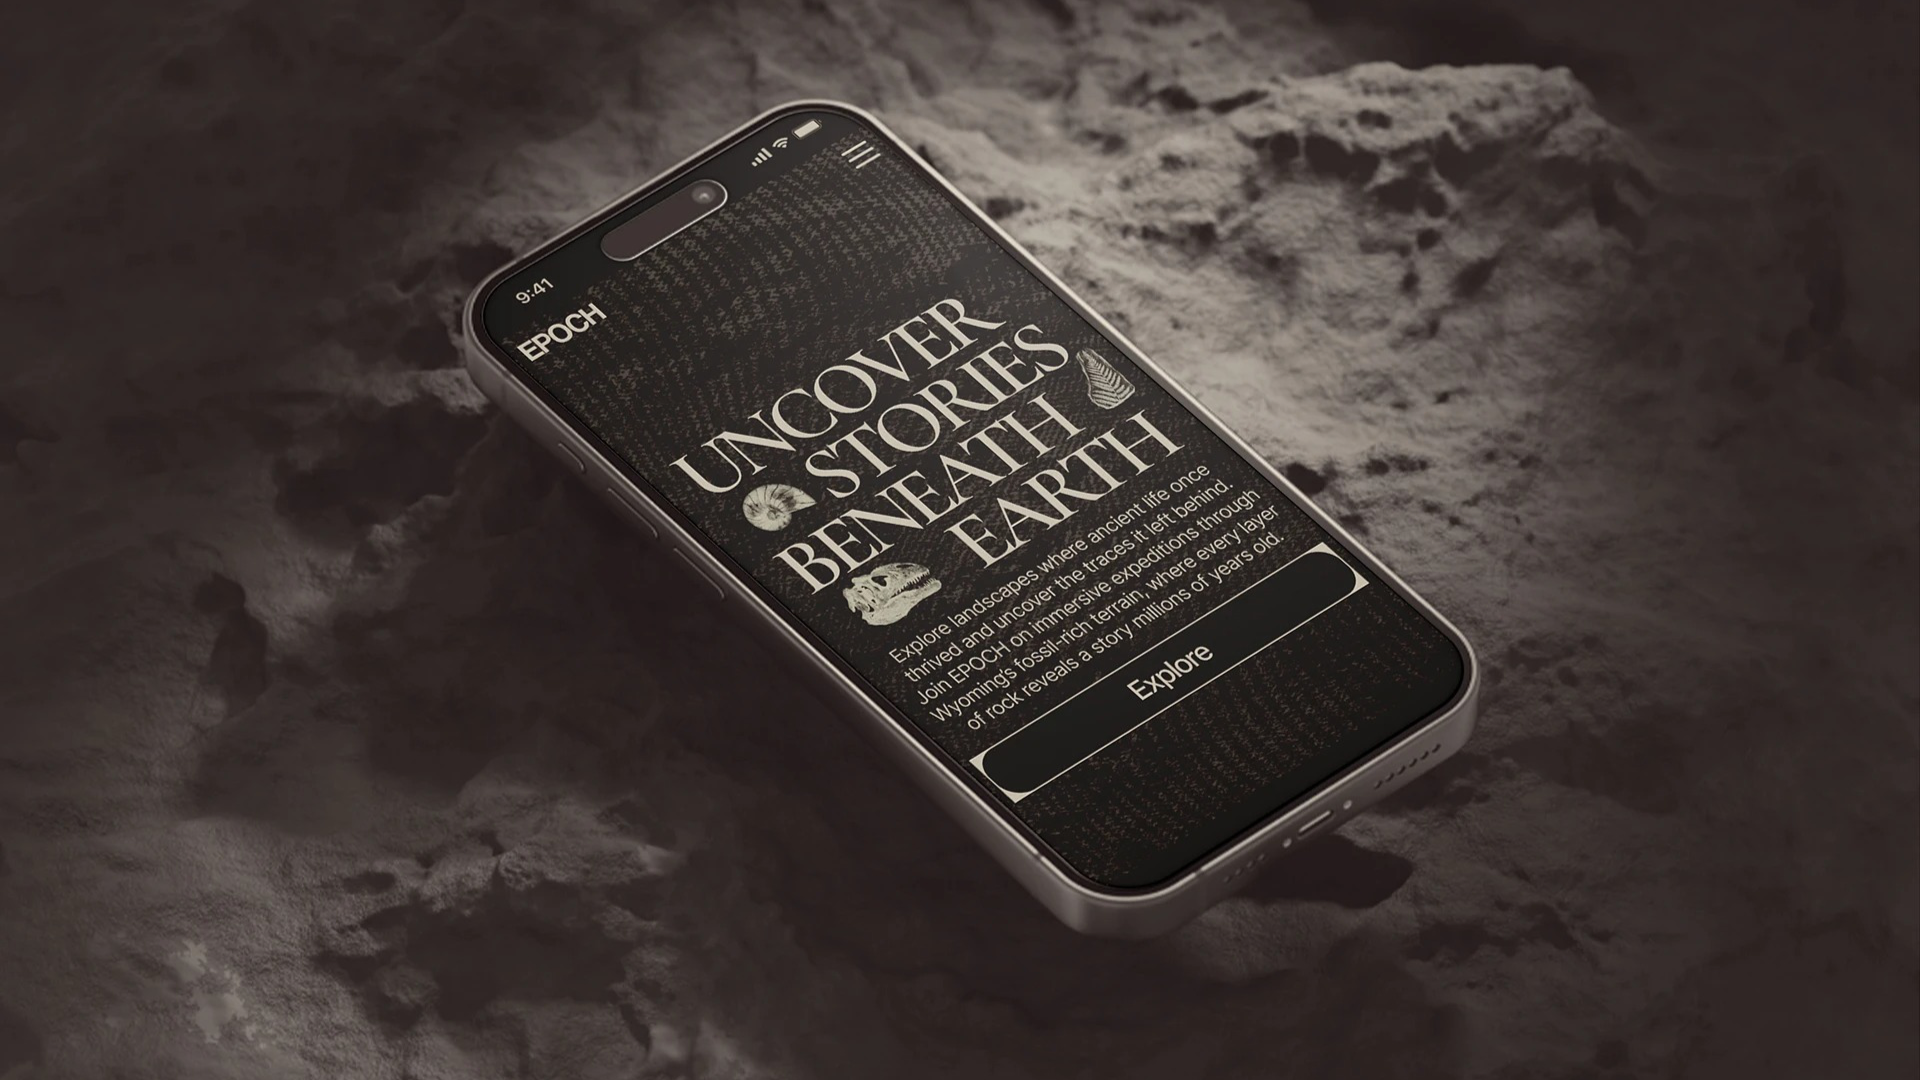 9:41
EPOCH
UNCOVER
STORIES
BENEATH
EARTH
Explore landscapes where ancient life once
thrived and uncover the traces it left behind.
Join EPOCH on immersive expeditions through
Wyoming's fossil-rich terrain, where every layer
of rock reveals a story millions of years old.
Explore